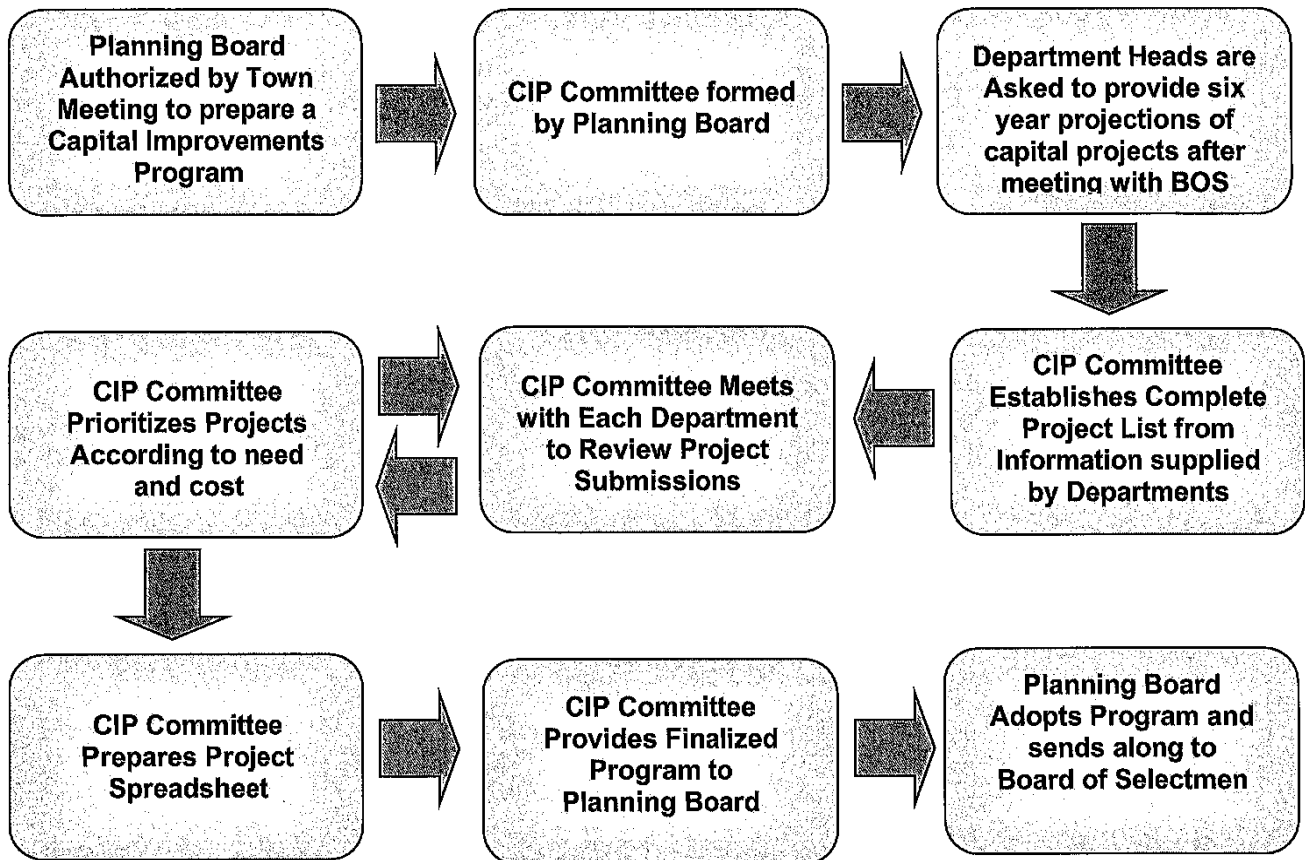 Planning Board
Authorized by Town
Meeting to prepare a
Capital Improvements
Program
CIP Committee formed
by Planning Board
Department Heads are
Asked to provide six
year projections of
capital projects after
meeting with BOS
CIP Committee
Prioritizes Projects
According to need
and cost
CIP Committee Meets
with Each Department
to Review Project
Submissions
CIP Committee
Establishes Complete
Project List from
Information supplied
by Departments
CIP Committee
Prepares Project
Spreadsheet
CIP Committee
Provides Finalized
Program to
Planning Board
Planning Board
Adopts Program and
sends along to
Board of Selectmen